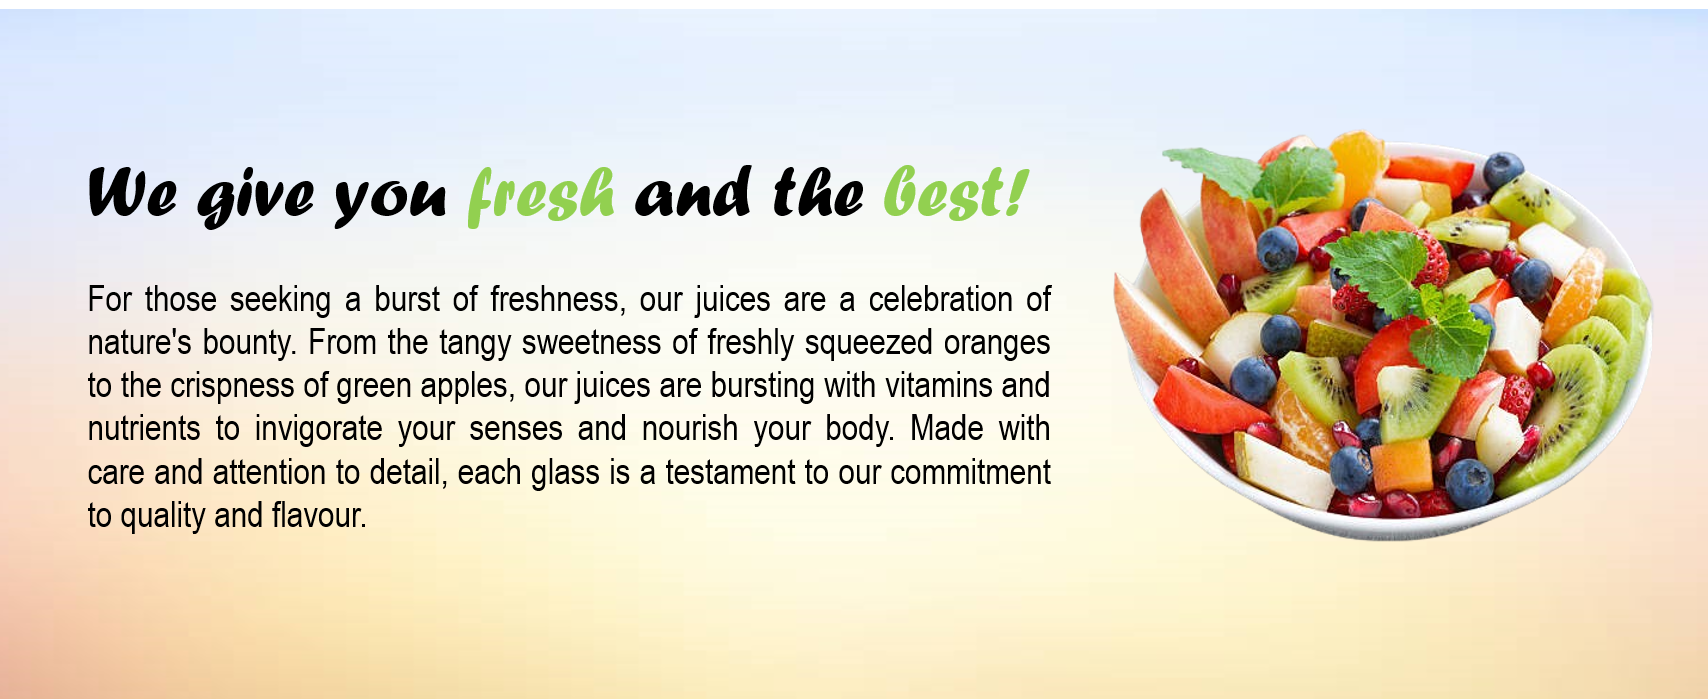 We give you fresh and the best!
For those seeking a burst of freshness, our juices are a celebration of
nature's bounty. From the tangy sweetness of freshly squeezed oranges
to the crispness of green apples, our juices are bursting with vitamins and
nutrients to invigorate your senses and nourish your body. Made with
care and attention to detail, each glass is a testament to our commitment
to quality and flavour.